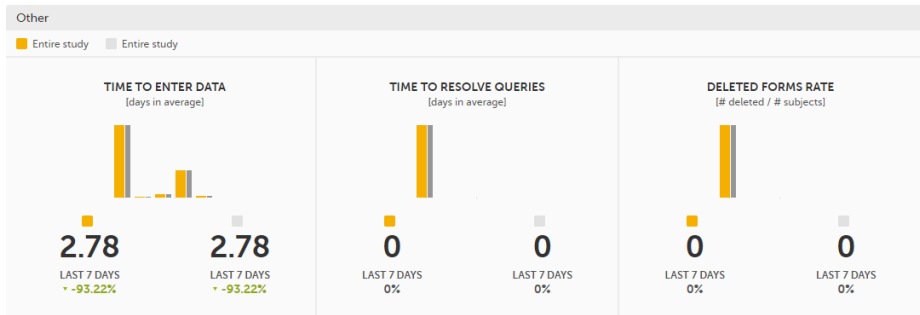 Other
Entire study Entire study
TIME TO ENTER DATA
[days in average]
2.78 2.78
LAST 7 DAYS LAST 7 DAYS
▼ -93.22% ▼ -93.22%
TIME TO RESOLVE QUERIES
[days in average]
0 0
LAST 7 DAYS LAST 7 DAYS
0% 0%
DELETED FORMS RATE
[# deleted / # subjects]
0 0
LAST 7 DAYS LAST 7 DAYS
0% 0%